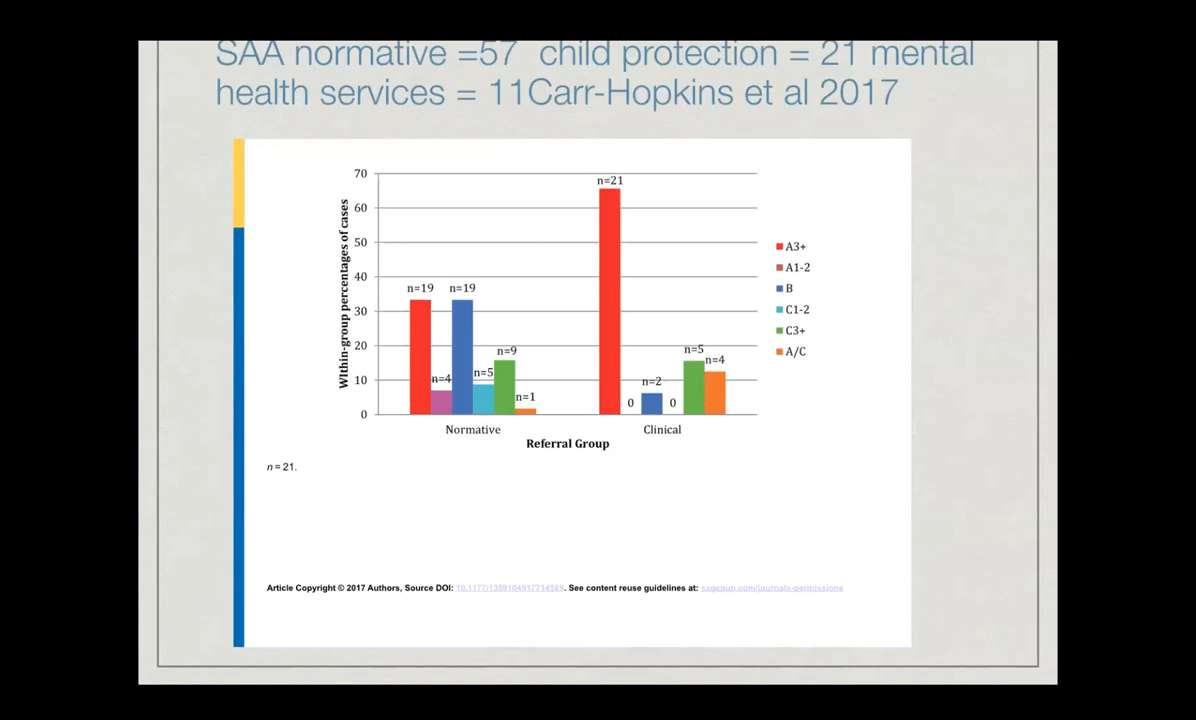 SAA normative =57 child protection = 21 mental
health services = 11Carr-Hopkins et al 2017
70
60
50
40
30
20
10
0
Within-group percentages of cases
n=19
n=4
n=19
n=5
n=9
n=1
n=21
0
n=2
0
n=5
n=4
Normative
Clinical
Referral Group
A3+
A1-2
B
C1-2
C3+
A/C
n = 21.
Article Copyright © 2017 Authors, Source DOI: 10.1177/1359104517714589. See content reuse guidelines at: sagepub.com/journals-permissions